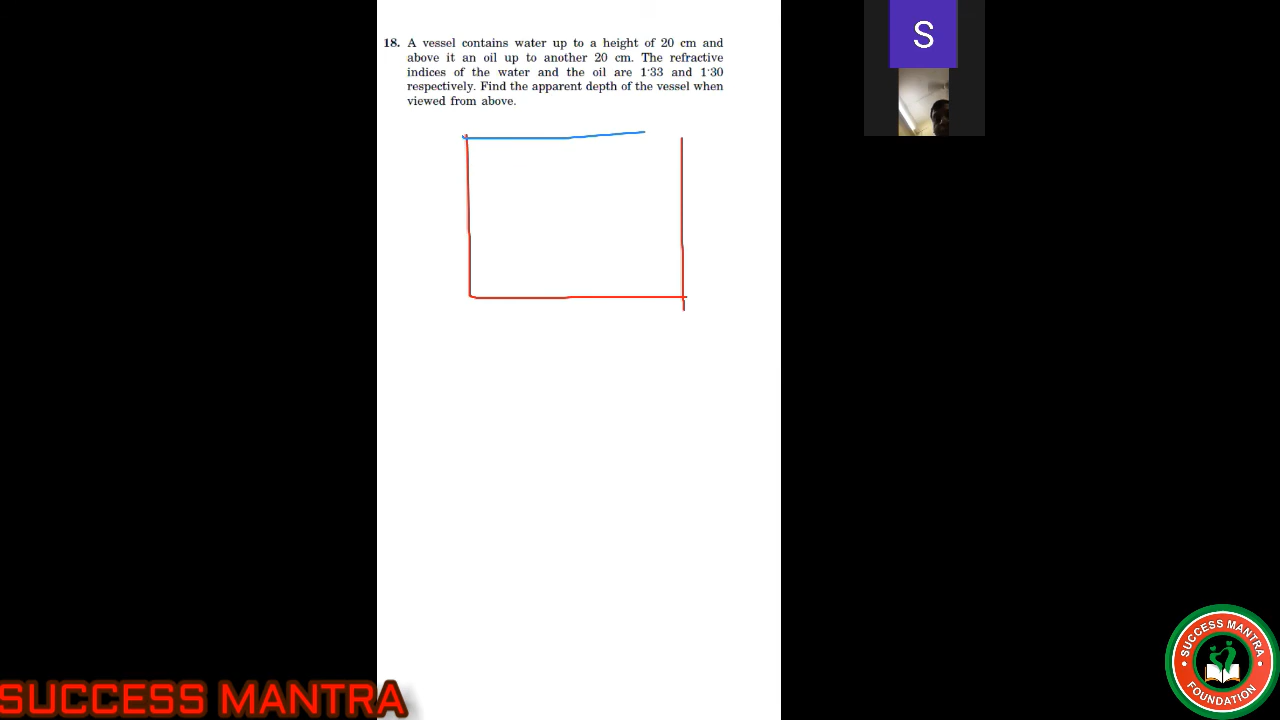 18. A vessel contains water up to a height of 20 cm and
above it an oil up to another 20 cm. The refractive
indices of the water and the oil are 1·33 and 1·30
respectively. Find the apparent depth of the vessel when
viewed from above.
S
SUCCESS MANTRA
FOUNDATION
SUCCESS MANTRA